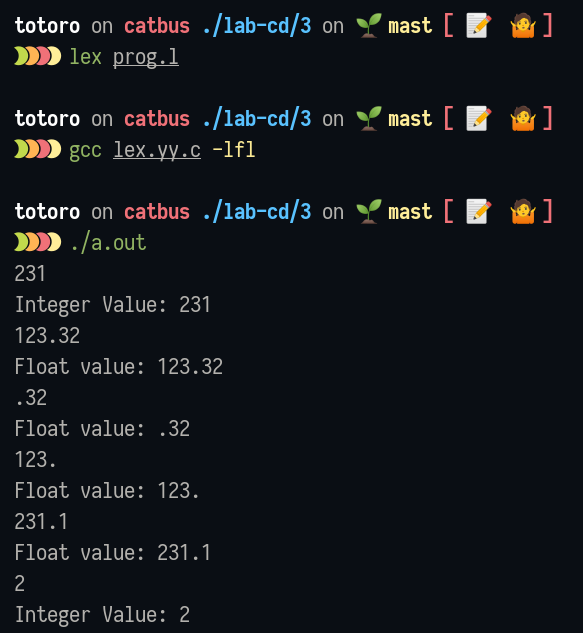 totoro on catbus ./lab-cd/3 on 🌱 mast [ 📝 🤷 ]
lex prog.l
totoro on catbus ./lab-cd/3 on 🌱 mast [ 📝 🤷 ]
gcc lex.yy.c -lfl
totoro on catbus ./lab-cd/3 on 🌱 mast [ 📝 🤷 ]
./a.out
231
Integer Value: 231
123.32
Float value: 123.32
.32
Float value: .32
123.
Float value: 123.
231.1
Float value: 231.1
2
Integer Value: 2